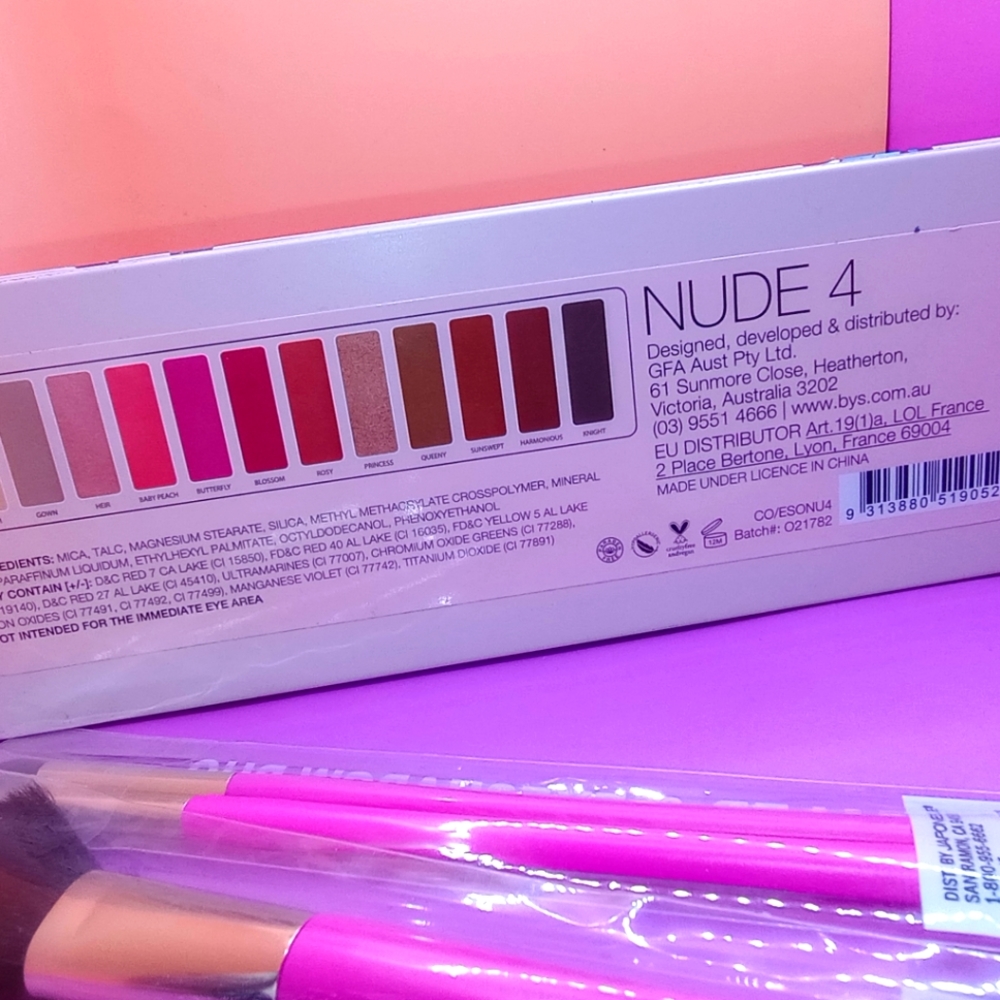 NUDE 4
Designed, developed & distributed by:
GFA Aust Pty Ltd.
61 Sunmore Close, Heatherton,
Victoria, Australia 3202
(03) 9551 4666 | www.bys.com.au
EU DISTRIBUTOR Art.19(1)a, LOL France
2 Place Bertone, Lyon, France 69004
MADE UNDER LICENCE IN CHINA
CO/ESONU4
Batch#: O21782
9 313880 519052
12M
GOWN
HEIR
BABY PEACH
BUTTERFLY
BLOSSOM
ROSY
PRINCESS
QUEENY
SUNSWEPT
HARMONIOUS
KNIGHT
EDIENTS: MICA, TALC, MAGNESIUM STEARATE, SILICA, METHYL METHACRYLATE CROSSPOLYMER, MINERAL
PARAFFINUM LIQUIDUM, ETHYLHEXYL PALMITATE, OCTYLDODECANOL, PHENOXYETHANOL
Y CONTAIN [+/-]: D&C RED 7 CA LAKE (CI 15850), FD&C RED 40 AL LAKE (CI 16035), FD&C YELLOW 5 AL LAKE
19140), D&C RED 27 AL LAKE (CI 45410), ULTRAMARINES (CI 77007), CHROMIUM OXIDE GREENS (CI 77288),
ON OXIDES (CI 77491, CI 77492, CI 77499), MANGANESE VIOLET (CI 77742), TITANIUM DIOXIDE (CI 77891)
OT INTENDED FOR THE IMMEDIATE EYE AREA
DIST BY JAPONESP
SAN RAMON, CA 945